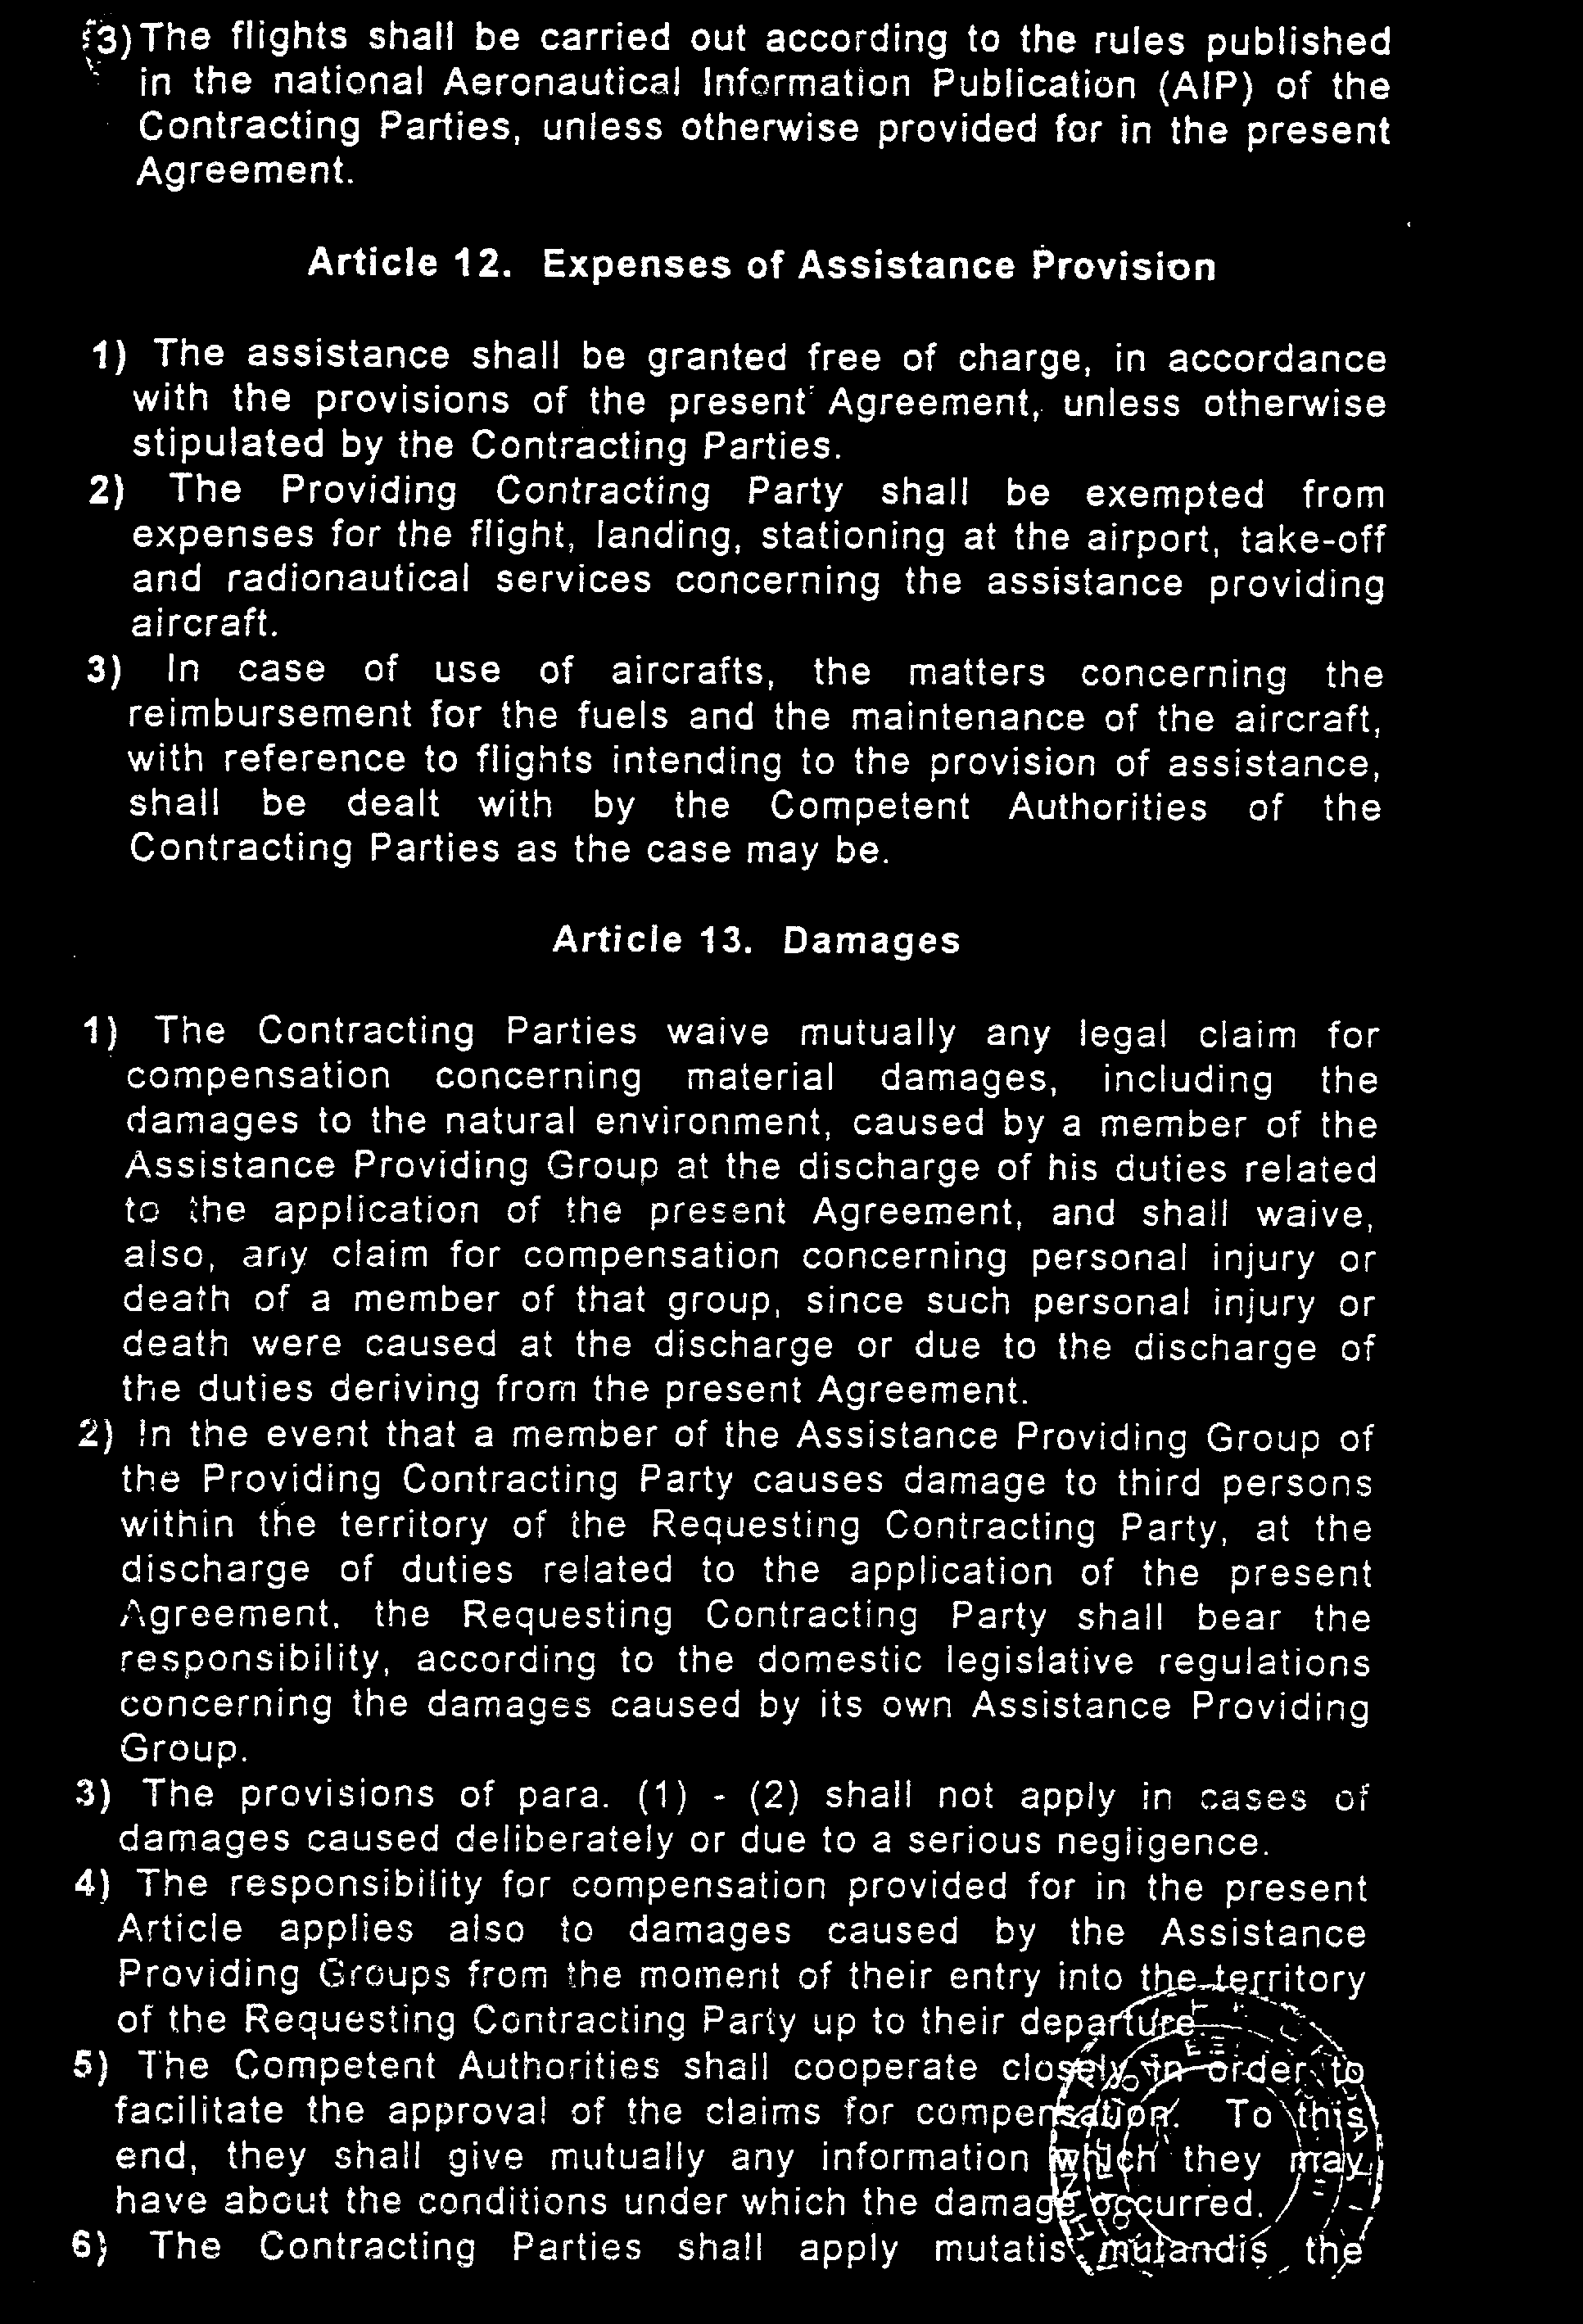 (3)The flights shall be carried out according to the rules published
in the national Aeronautical Information Publication (AIP) of the
Contracting Parties, unless otherwise provided for in the present
Agreement.
Article 12. Expenses of Assistance Provision
1) The assistance shall be granted free of charge, in accordance
with the provisions of the present Agreement, unless otherwise
stipulated by the Contracting Parties.
2) The Providing Contracting Party shall be exempted from
expenses for the flight, landing, stationing at the airport, take-off
and radionautical services concerning the assistance providing
aircraft.
3) In case of use of aircrafts, the matters concerning the
reimbursement for the fuels and the maintenance of the aircraft,
with reference to flights intending to the provision of assistance,
shall be dealt with by the Competent Authorities of the
Contracting Parties as the case may be.
Article 13. Damages
1) The Contracting Parties waive mutually any legal claim for
compensation concerning material damages, including the
damages to the natural environment, caused by a member of the
Assistance Providing Group at the discharge of his duties related
to the application of the present Agreement, and shall waive,
also, any claim for compensation concerning personal injury or
death of a member of that group, since such personal injury or
death were caused at the discharge or due to the discharge of
the duties deriving from the present Agreement.
2) In the event that a member of the Assistance Providing Group of
the Providing Contracting Party causes damage to third persons
within the territory of the Requesting Contracting Party, at the
discharge of duties related to the application of the present
Agreement, the Requesting Contracting Party shall bear the
responsibility, according to the domestic legislative regulations
concerning the damages caused by its own Assistance Providing
Group.
3) The provisions of para. (1) - (2) shall not apply in cases of
damages caused deliberately or due to a serious negligence.
4) The responsibility for compensation provided for in the present
Article applies also to damages caused by the Assistance
Providing Groups from the moment of their entry into the territory
of the Requesting Contracting Party up to their departure
5) The Competent Authorities shall cooperate closely in order to
facilitate the approval of the claims for compensation. To this
end, they shall give mutually any information which they may
have about the conditions under which the damage occurred.
6) The Contracting Parties shall apply mutatis mutandis the